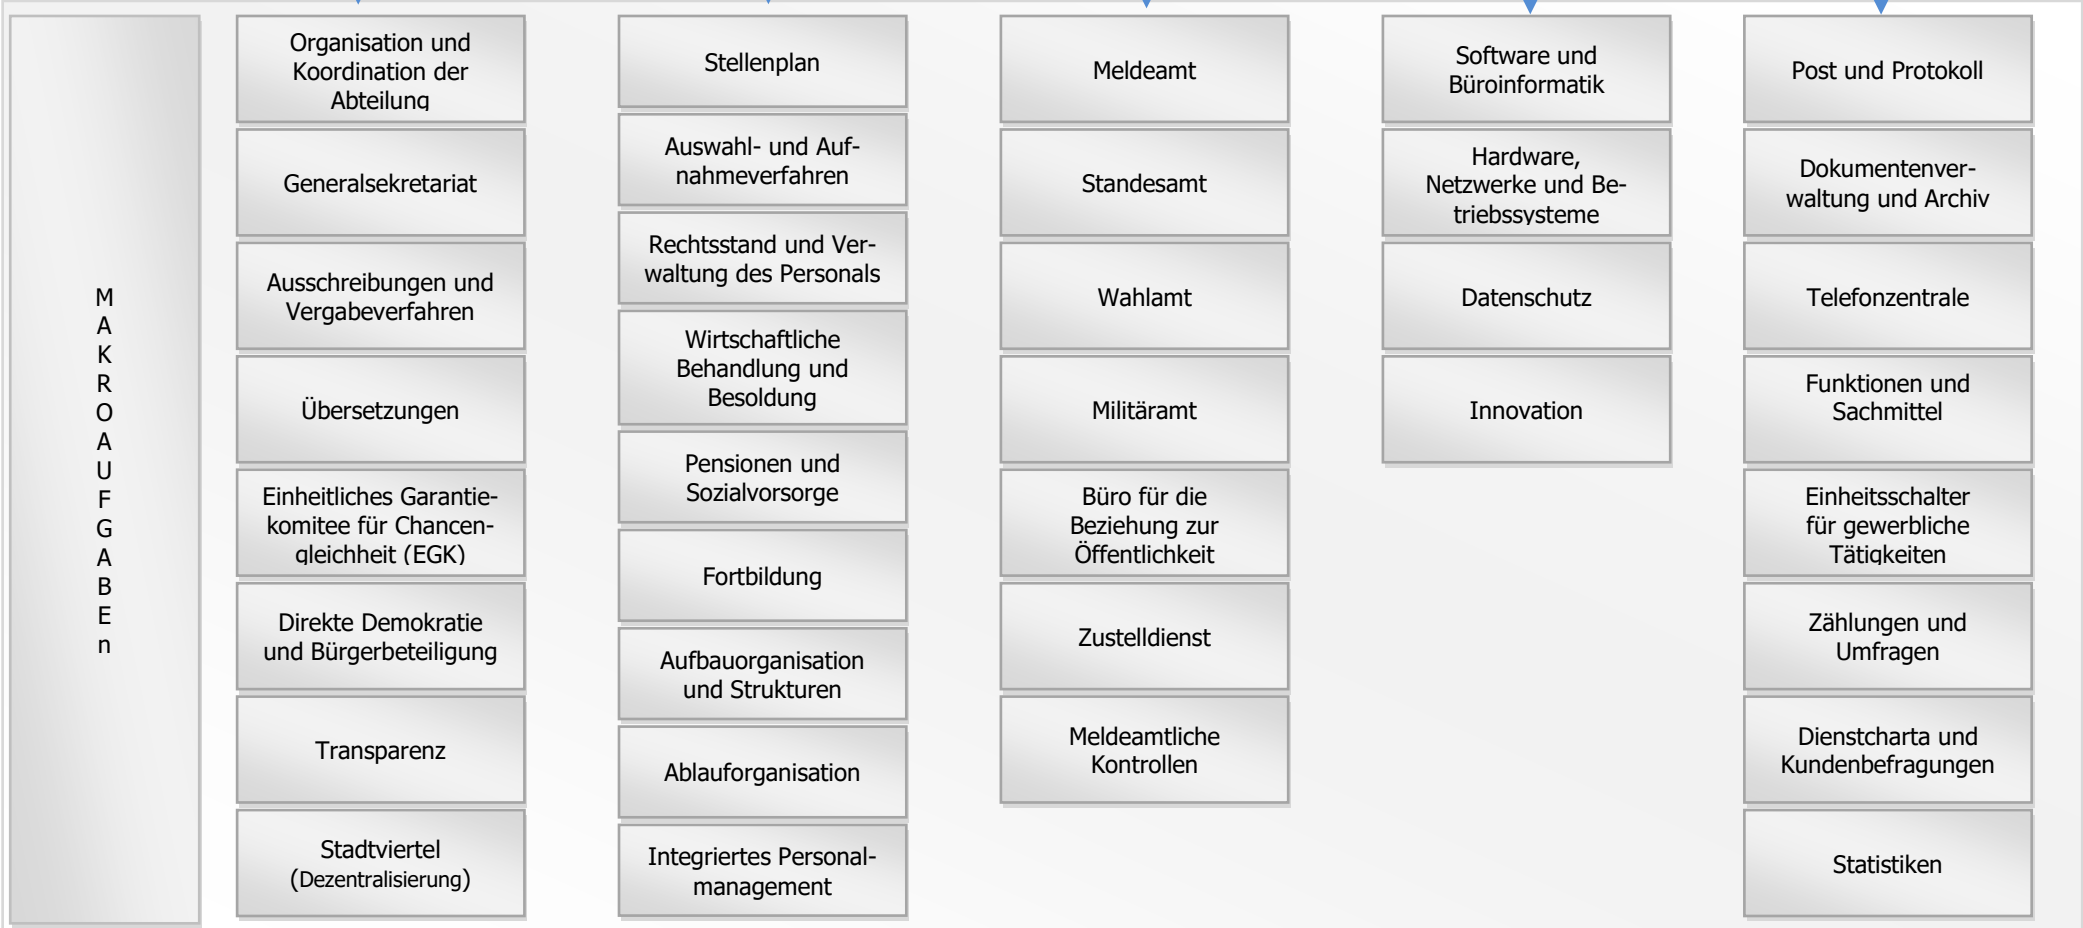 M
A
K
R
O
A
U
F
G
A
B
E
n
Organisation und
Koordination der
Abteilung
Generalsekretariat
Ausschreibungen und
Vergabeverfahren
Übersetzungen
Einheitliches Garantie-
komitee für Chancen-
gleichheit (EGK)
Direkte Demokratie
und Bürgerbeteiligung
Transparenz
Stadtviertel
(Dezentralisierung)
Stellenplan
Auswahl- und Auf-
nahmeverfahren
Rechtsstand und Ver-
waltung des Personals
Wirtschaftliche
Behandlung und
Besoldung
Pensionen und
Sozialvorsorge
Fortbildung
Aufbauorganisation
und Strukturen
Ablauforganisation
Integriertes Personal-
management
Meldeamt
Standesamt
Wahlamt
Militäramt
Büro für die
Beziehung zur
Öffentlichkeit
Zustelldienst
Meldeamtliche
Kontrollen
Software und
Büroinformatik
Hardware,
Netzwerke und Be-
triebssysteme
Datenschutz
Innovation
Post und Protokoll
Dokumentenver-
waltung und Archiv
Telefonzentrale
Funktionen und
Sachmittel
Einheitsschalter
für gewerbliche
Tätigkeiten
Zählungen und
Umfragen
Dienstcharta und
Kundenbefragungen
Statistiken